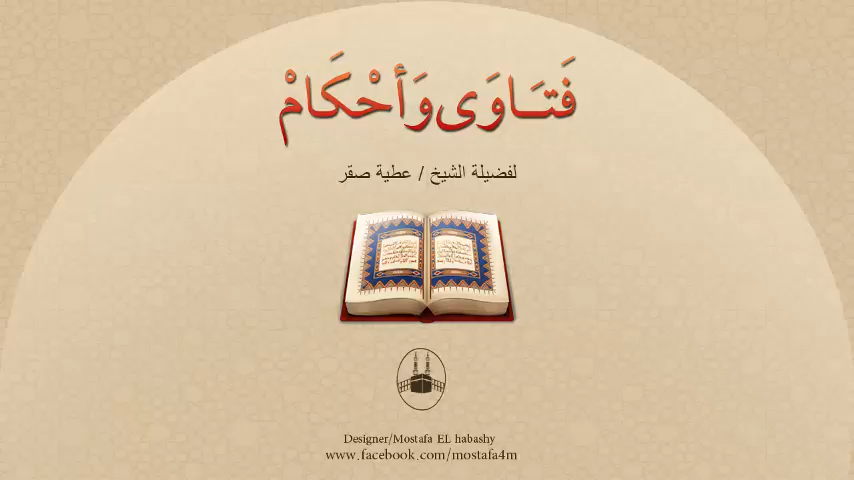 فَتَاوَى وَأَحْكَامْ
لفضيلة الشيخ / عطية صقر
Designer/Mostafa EL habashy
www.facebook.com/mostafa4m